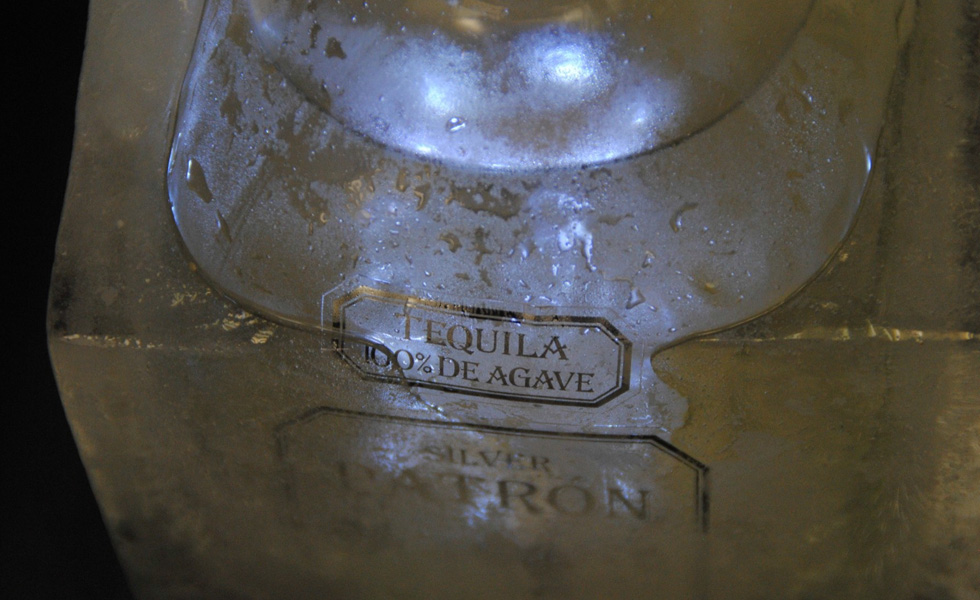 TEQUILA
100% DE AGAVE
SILVER
PATRÓN